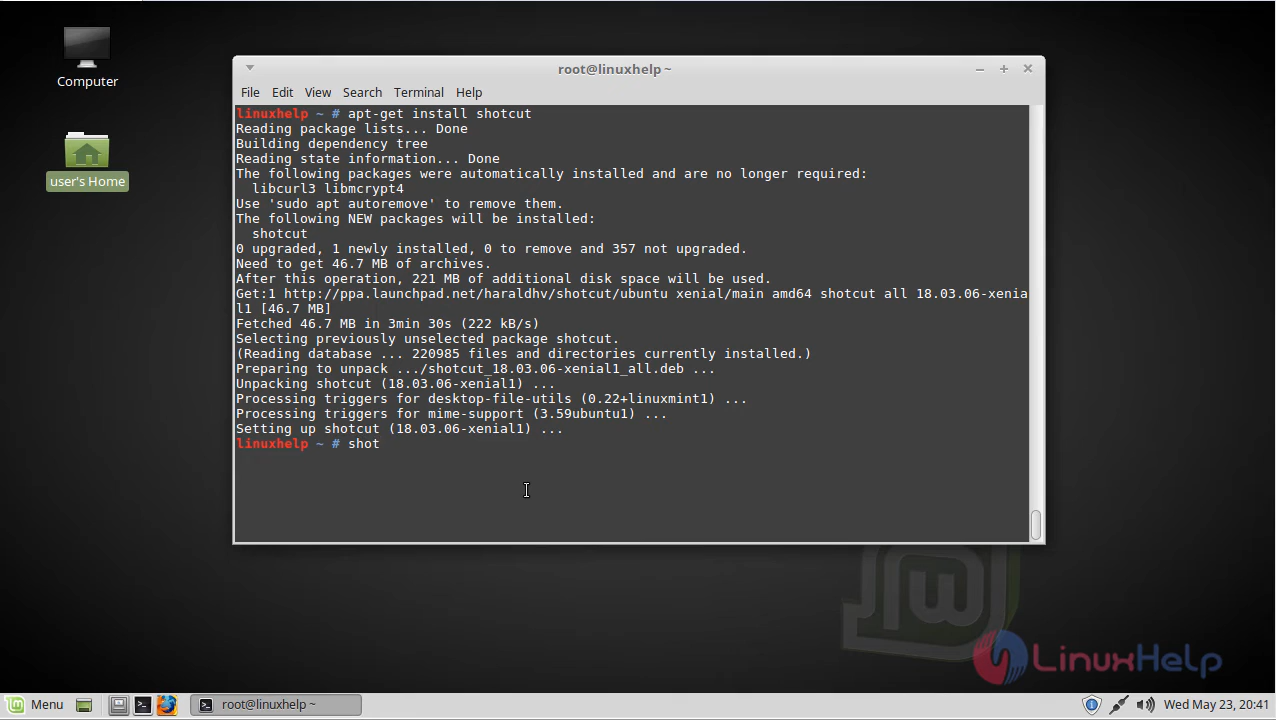 Computer
user's Home
root@linuxhelp ~
File Edit View Search Terminal Help
linuxhelp ~ # apt-get install shotcut
Reading package lists... Done
Building dependency tree
Reading state information... Done
The following packages were automatically installed and are no longer required:
libcurl3 libmcrypt4
Use 'sudo apt autoremove' to remove them.
The following NEW packages will be installed:
shotcut
0 upgraded, 1 newly installed, 0 to remove and 357 not upgraded.
Need to get 46.7 MB of archives.
After this operation, 221 MB of additional disk space will be used.
Get:1 http://ppa.launchpad.net/haraldhv/shotcut/ubuntu xenial/main amd64 shotcut all 18.03.06-xenia
l1 [46.7 MB]
Fetched 46.7 MB in 3min 30s (222 kB/s)
Selecting previously unselected package shotcut.
(Reading database ... 220985 files and directories currently installed.)
Preparing to unpack .../shotcut_18.03.06-xenial1_all.deb ...
Unpacking shotcut (18.03.06-xenial1) ...
Processing triggers for desktop-file-utils (0.22+linuxmint1) ...
Processing triggers for mime-support (3.59ubuntu1) ...
Setting up shotcut (18.03.06-xenial1) ...
linuxhelp ~ # shot
LinuxHelp
Menu
root@linuxhelp ~
Wed May 23, 20:41